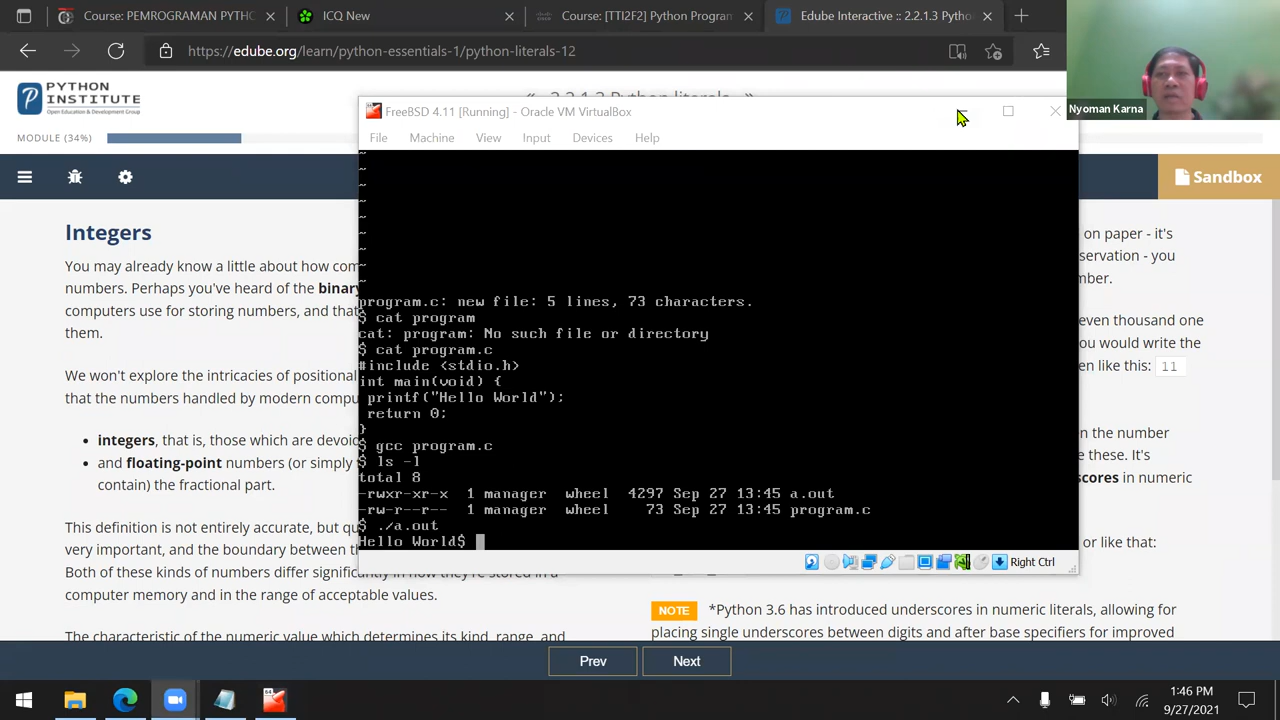 Course: PEMROGRAMAN PYTHO
ICQ New
Course: [TTI2F2] Python Program
Edube Interactive :: 2.2.1.3 Pytho
https://edube.org/learn/python-essentials-1/python-literals-12
Nyoman Karna
PYTHON
INSTITUTE
Open Education & Development Group
« 2.2.1.3 Python literals »
MODULE (34%)
Sandbox
FreeBSD 4.11 [Running] - Oracle VM VirtualBox
File Machine View Input Devices Help
~
~
~
~
~
~
~
~
~
program.c: new file: 5 lines, 73 characters.
$ cat program
cat: program: No such file or directory
$ cat program.c
#include <stdio.h>
int main(void) {
printf("Hello World");
return 0;
}
$ gcc program.c
$ ls -l
total 8
-rwxr-xr-x 1 manager wheel 4297 Sep 27 13:45 a.out
-rw-r--r-- 1 manager wheel 73 Sep 27 13:45 program.c
$ ./a.out
Hello World$
64
Right Ctrl
Integers
You may already know a little about how com
numbers. Perhaps you've heard of the binar
computers use for storing numbers, and that
them.
We won't explore the intricacies of positional
that the numbers handled by modern compu
• integers, that is, those which are devoid
• and floating-point numbers (or simply
contain) the fractional part.
This definition is not entirely accurate, but qu
very important, and the boundary between th
Both of these kinds of numbers differ significantly in how they're stored in a
computer memory and in the range of acceptable values.
The characteristic of the numeric value which determines its kind, range, and
on paper - it's
servation - you
mber.
even thousand one
ou would write the
en like this: 11
in the number
e these. It's
scores in numeric
or like that:
NOTE *Python 3.6 has introduced underscores in numeric literals, allowing for
placing single underscores between digits and after base specifiers for improved
Prev
Next
64
1:46 PM
9/27/2021